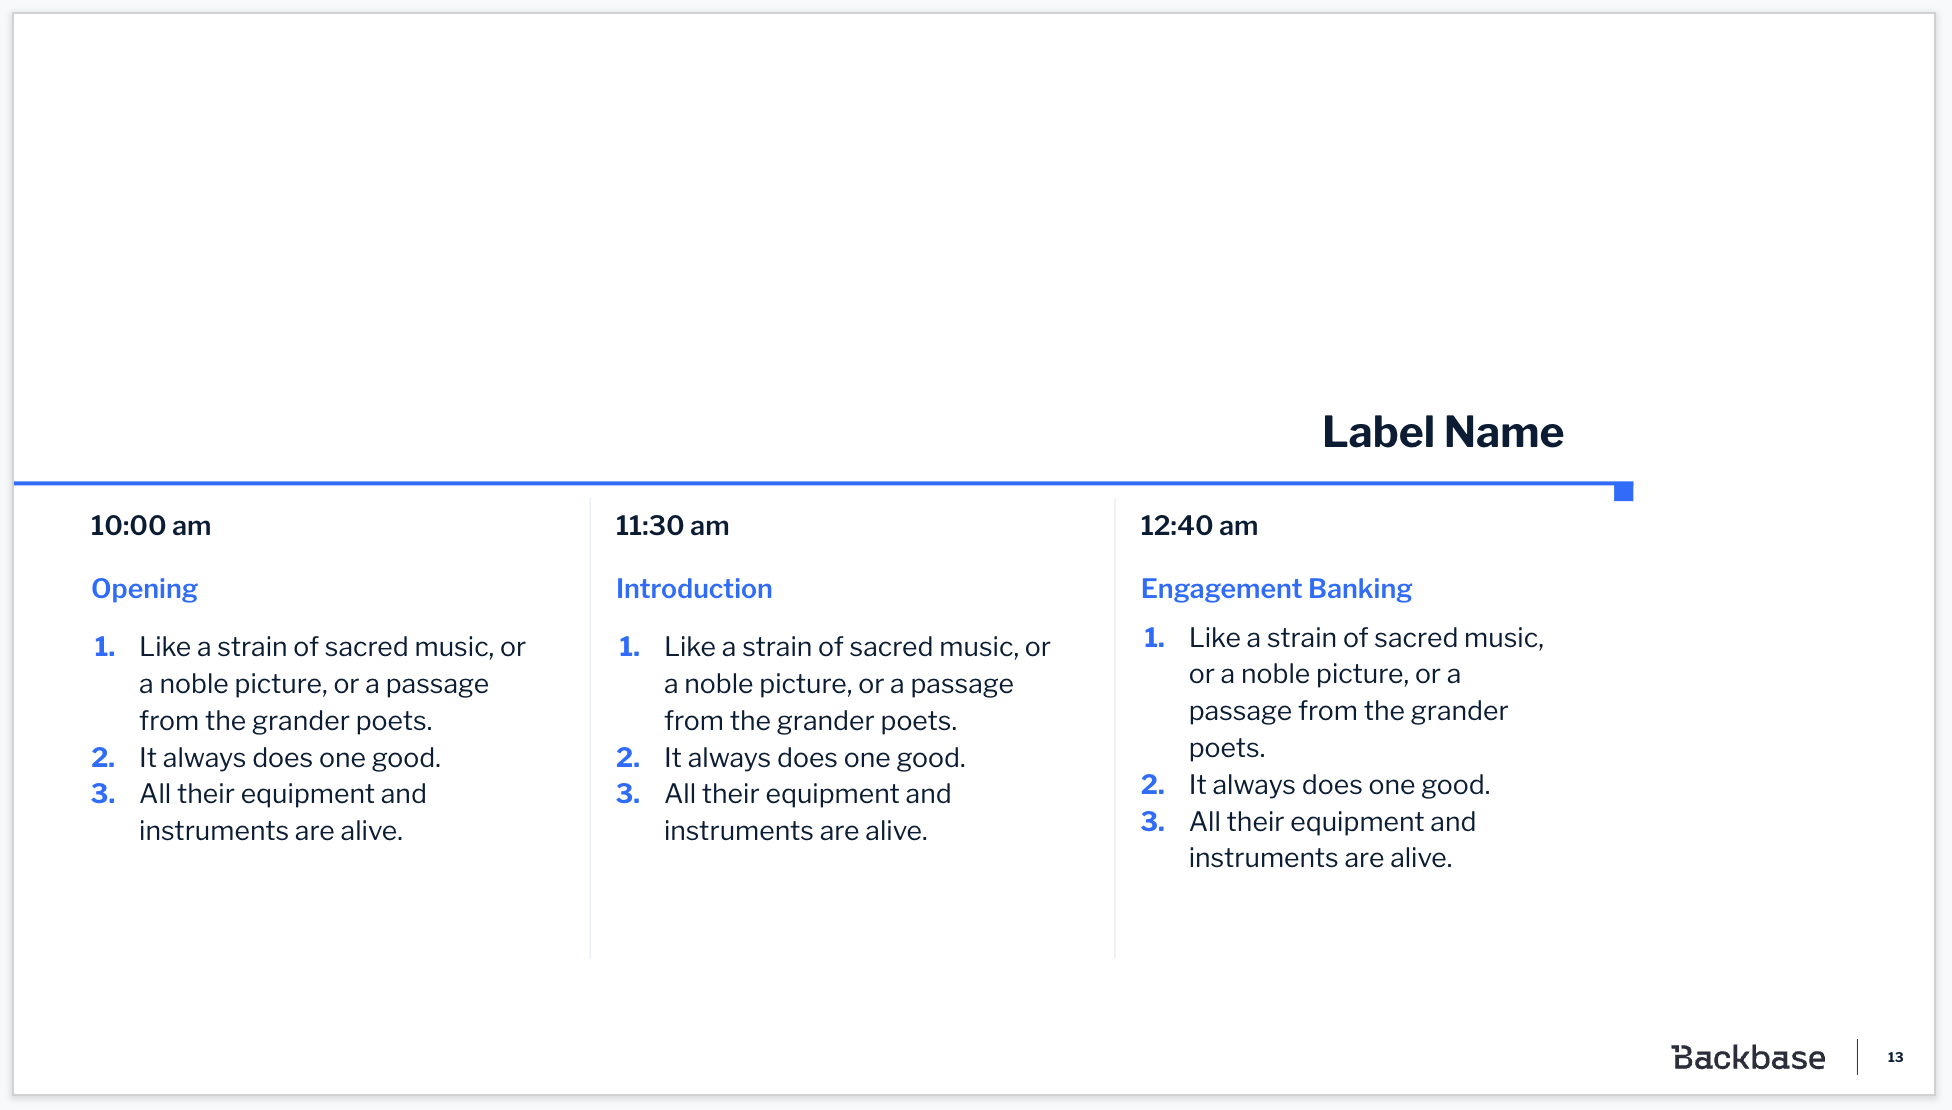 Label Name
10:00 am
Opening
1. Like a strain of sacred music, or
a noble picture, or a passage
from the grander poets.
2. It always does one good.
3. All their equipment and
instruments are alive.
11:30 am
Introduction
1. Like a strain of sacred music, or
a noble picture, or a passage
from the grander poets.
2. It always does one good.
3. All their equipment and
instruments are alive.
12:40 am
Engagement Banking
1. Like a strain of sacred music,
or a noble picture, or a
passage from the grander
poets.
2. It always does one good.
3. All their equipment and
instruments are alive.
Backbase
13